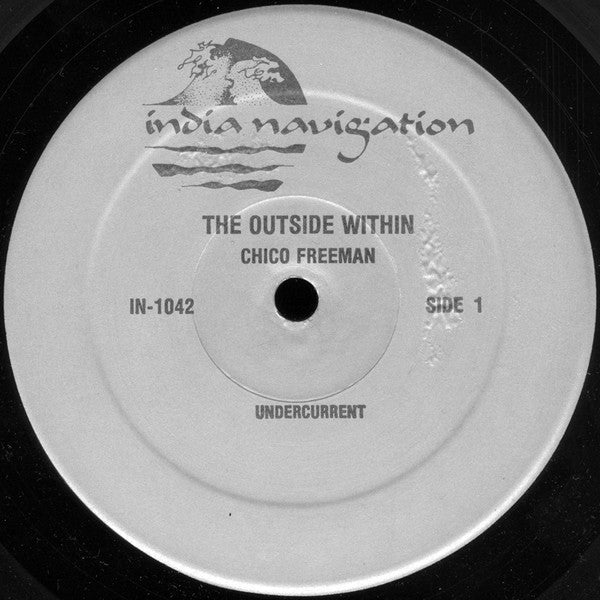 india navigation
THE OUTSIDE WITHIN
CHICO FREEMAN
IN-1042
SIDE 1
UNDERCURRENT